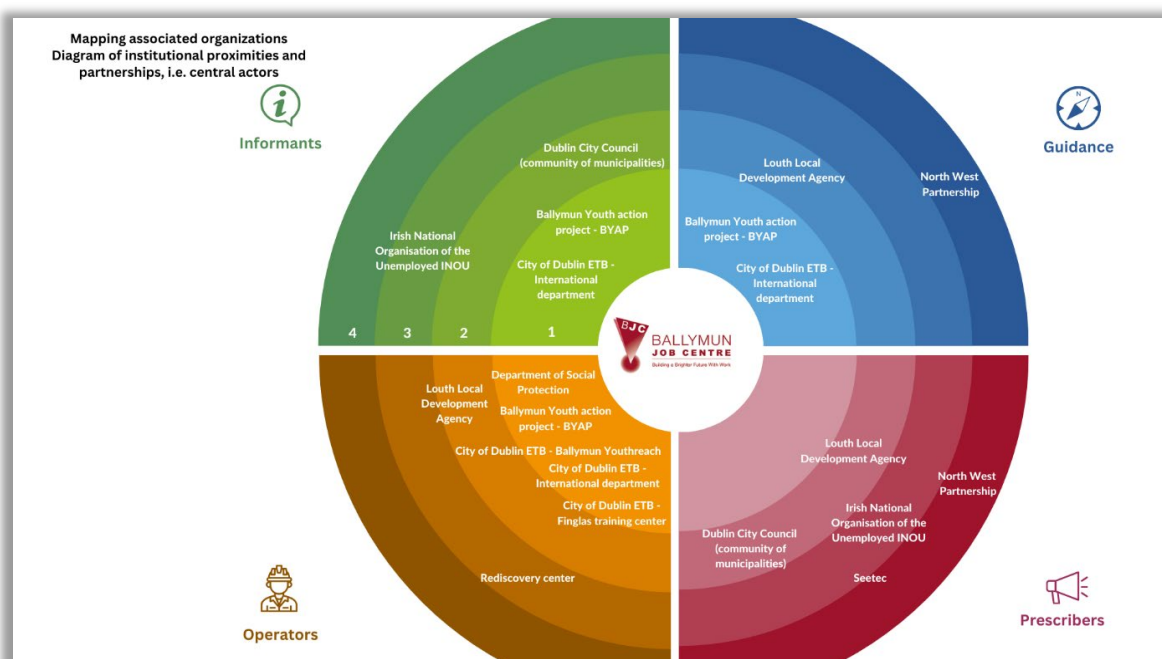 Mapping associated organizations
Diagram of institutional proximities and
partnerships, i.e. central actors
Informants
Dublin City Council
(community of municipalities)
Ballymun Youth action
project - BYAP
Irish National
Organisation of the
Unemployed INOU
City of Dublin ETB -
International
department
4
3
2
1
N
Guidance
Louth Local
Development Agency
North West
Partnership
Ballymun Youth action
project - BYAP
City of Dublin ETB -
International
department
BJC
BALLYMUN
JOB CENTRE
Building a Brighter Future With Work
Department of Social
Protection
Louth Local
Development
Agency
Ballymun Youth action
project - BYAP
City of Dublin ETB - Ballymun Youthreach
City of Dublin ETB -
International department
City of Dublin ETB -
Finglas training center
Rediscovery center
Operators
Louth Local
Development Agency
North West
Partnership
Irish National
Organisation of the
Unemployed INOU
Dublin City Council
(community of
municipalities)
Seetec
Prescribers